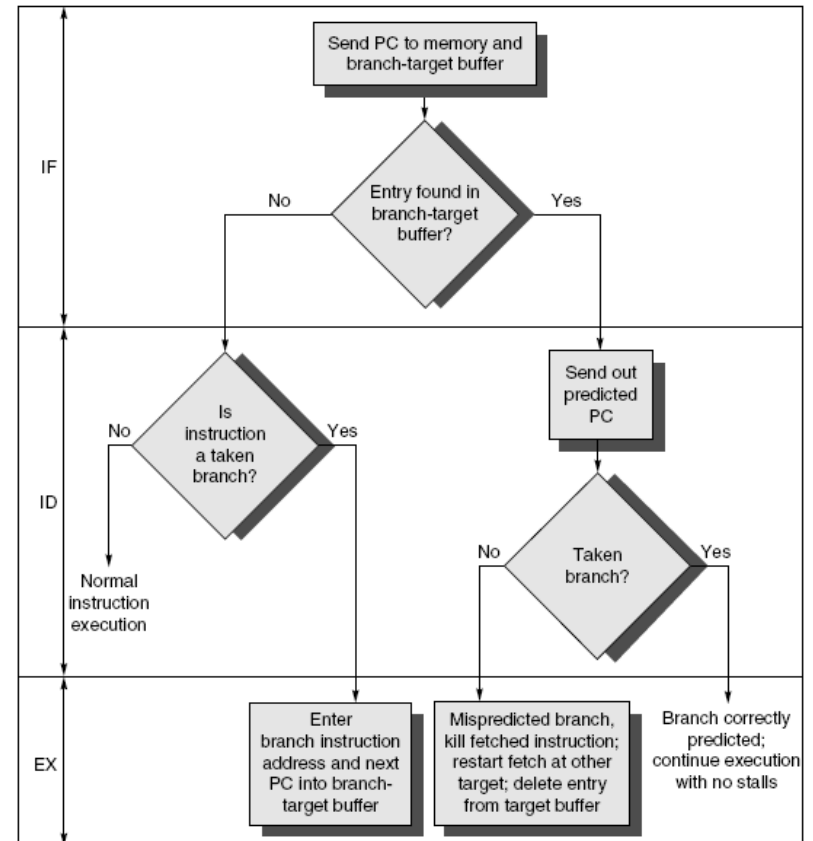 Send PC to memory and
branch-target buffer
IF
Entry found in
branch-target
buffer?
No
Yes
Send out
predicted
PC
Is
instruction
a taken
branch?
No
Yes
ID
Taken
branch?
No
Yes
Normal
instruction
execution
EX
Enter
branch instruction
address and next
PC into branch-
target buffer
Mispredicted branch,
kill fetched instruction;
restart fetch at other
target; delete entry
from target buffer
Branch correctly
predicted;
continue execution
with no stalls